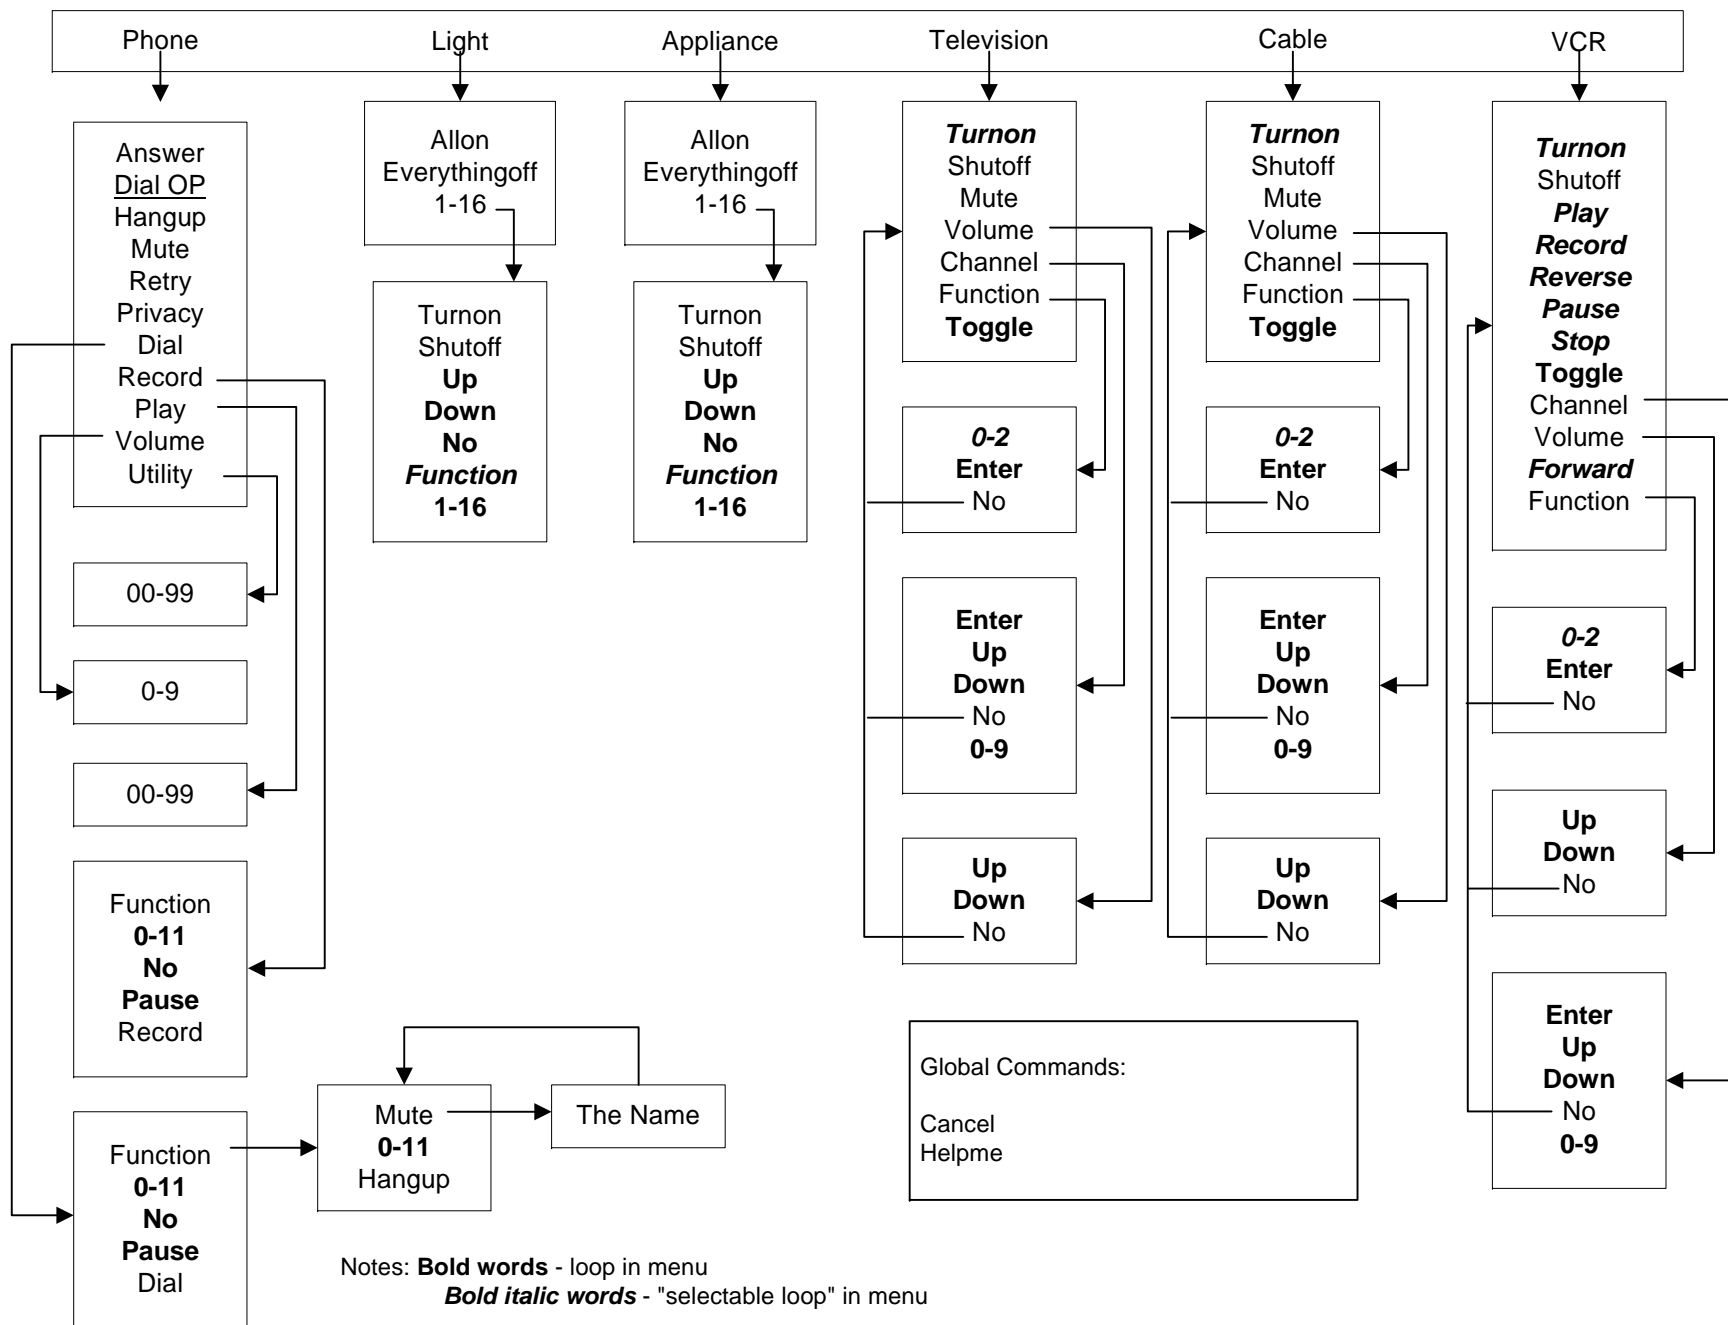 Phone
Light
Appliance
Television
Cable
VCR
Answer
Dial OP
Hangup
Mute
Retry
Privacy
Dial
Record
Play
Volume
Utility
00-99
0-9
00-99
Function
0-11
No
Pause
Record
Function
0-11
No
Pause
Dial
Mute
0-11
Hangup
The Name
Allon
Everythingoff
1-16
Turnon
Shutoff
Up
Down
No
Function
1-16
Allon
Everythingoff
1-16
Turnon
Shutoff
Up
Down
No
Function
1-16
Turnon
Shutoff
Mute
Volume
Channel
Function
Toggle
0-2
Enter
No
Enter
Up
Down
No
0-9
Up
Down
No
Turnon
Shutoff
Mute
Volume
Channel
Function
Toggle
0-2
Enter
No
Enter
Up
Down
No
0-9
Up
Down
No
Turnon
Shutoff
Play
Record
Reverse
Pause
Stop
Toggle
Channel
Volume
Forward
Function
0-2
Enter
No
Up
Down
No
Enter
Up
Down
No
0-9
Global Commands:
Cancel
Helpme
Notes: Bold words - loop in menu
Bold italic words - "selectable loop" in menu